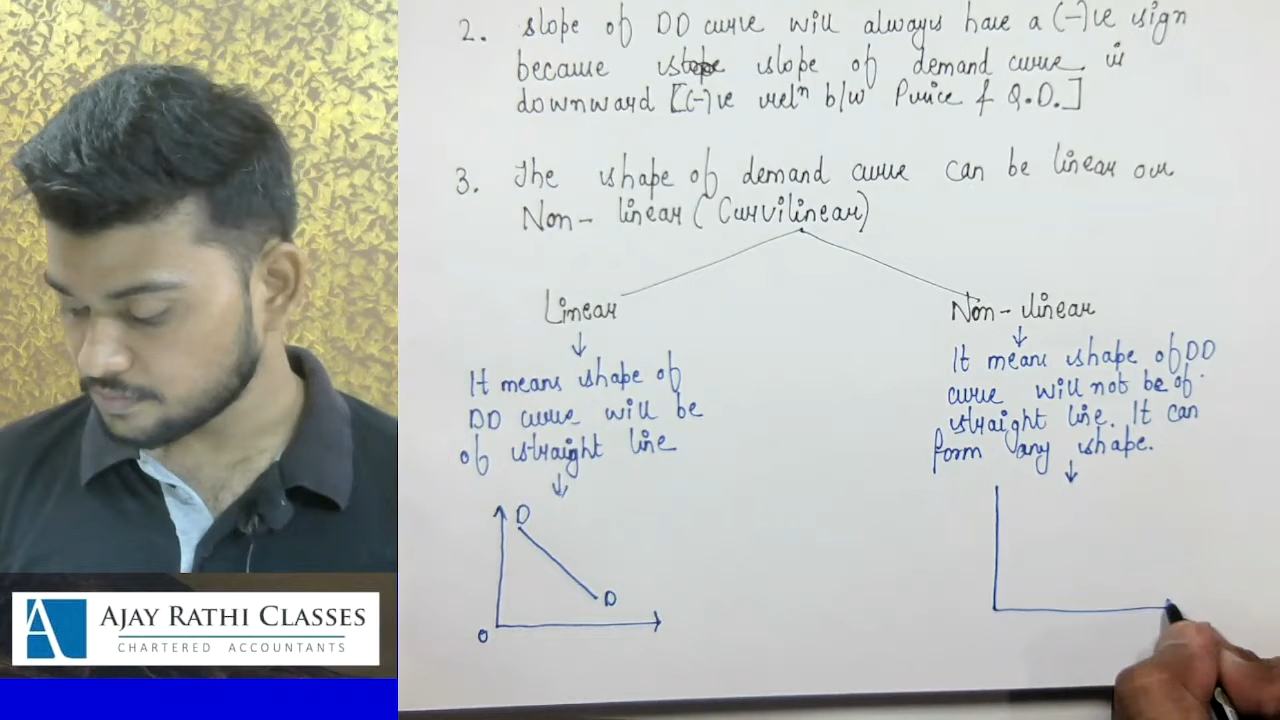 2. slope of DD curve will always have a (-)ve sign
because slope slope of demand curve is
downward [(-)ve reln b/w Price & Q.D.]
3. The shape of demand curve can be linear or
Non-linear (Curvilinear)
Linear
It means shape of
DD curve will be
of straight line
D
D
O
Non-linear
It means shape of DD
curve will not be of
straight line. It can
form any shape.
A
AJAY RATHI CLASSES
CHARTERED ACCOUNTANTS